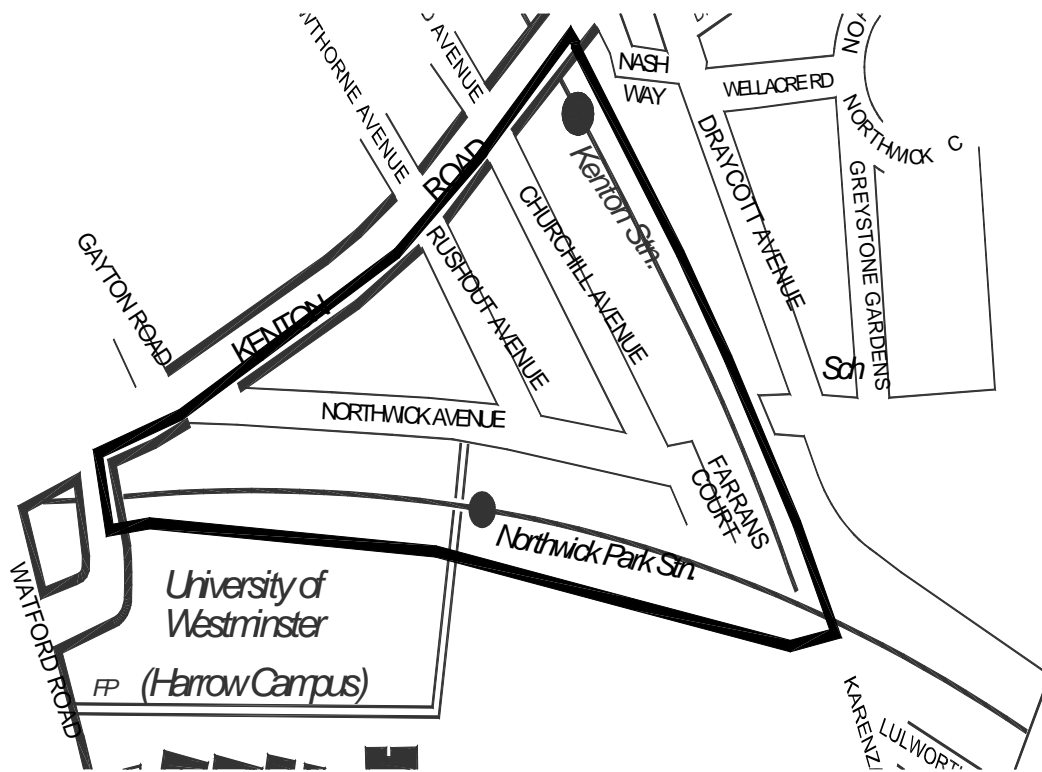 NASH
WAY
WELLACRE RD
NORTHWICK C
HAWTHORNE AVENUE
AVENUE
ROAD
Kenton Stn.
CHURCHILL AVENUE
DRAYCOTT AVENUE
GREYSTONE GARDENS
RUSHOUT AVENUE
GAYTON ROAD
KENTON
Sch
NORTHWICK AVENUE
FARRANS
COURT
Northwick Park Stn.
University of
Westminster
(Harrow Campus)
FP
WATFORD ROAD
KARENZA
LULWORT